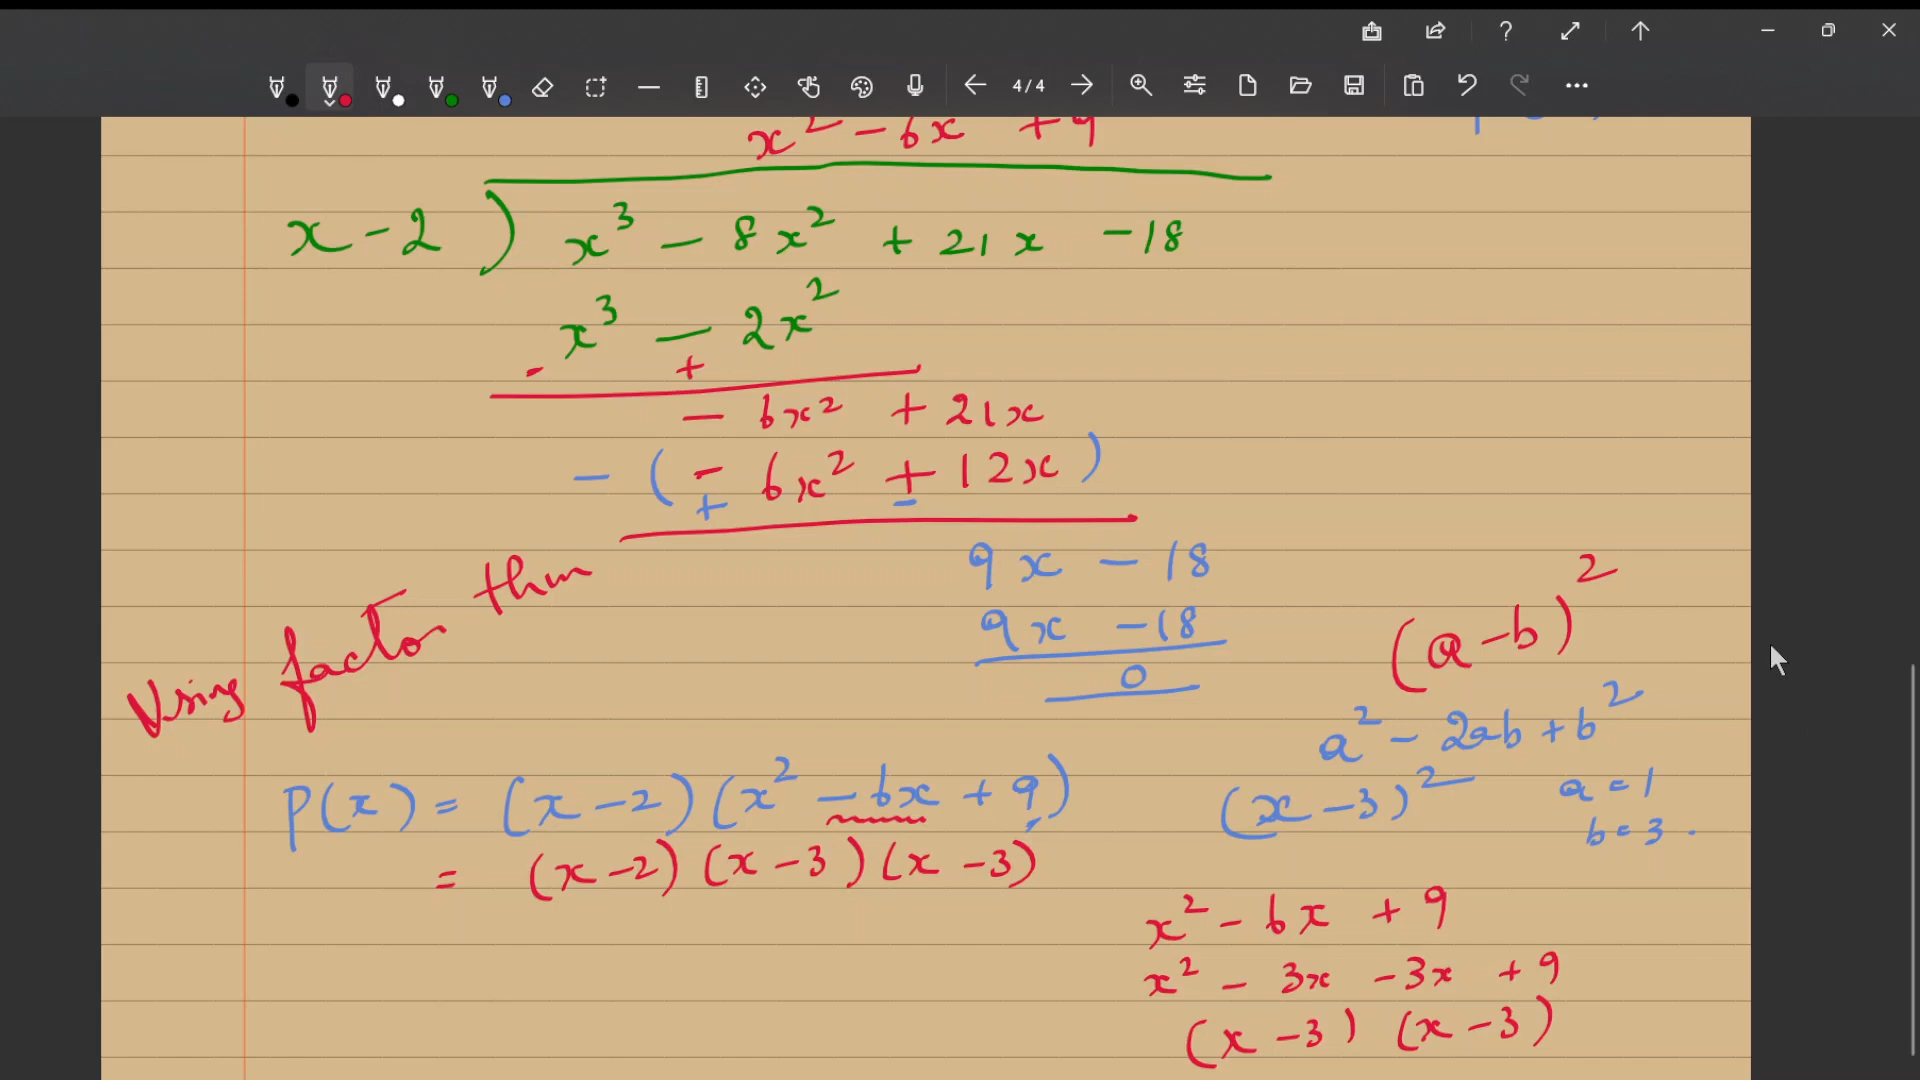 4/4
x² - 6x + 9
x - 2 ) x³ - 8x² + 21x - 18
x³ - 2x²
- +
- 6x² + 21x
- ( - 6x² + 12x )
+ -
9x - 18
9x - 18
0
Using factor thm
(a - b)²
a² - 2ab + b²
(x - 3)²
a = 1
b = 3 .
P(x) = (x - 2)(x² - 6x + 9)
= (x - 2) (x - 3) (x - 3)
x² - 6x + 9
x² - 3x - 3x + 9
(x - 3) (x - 3)